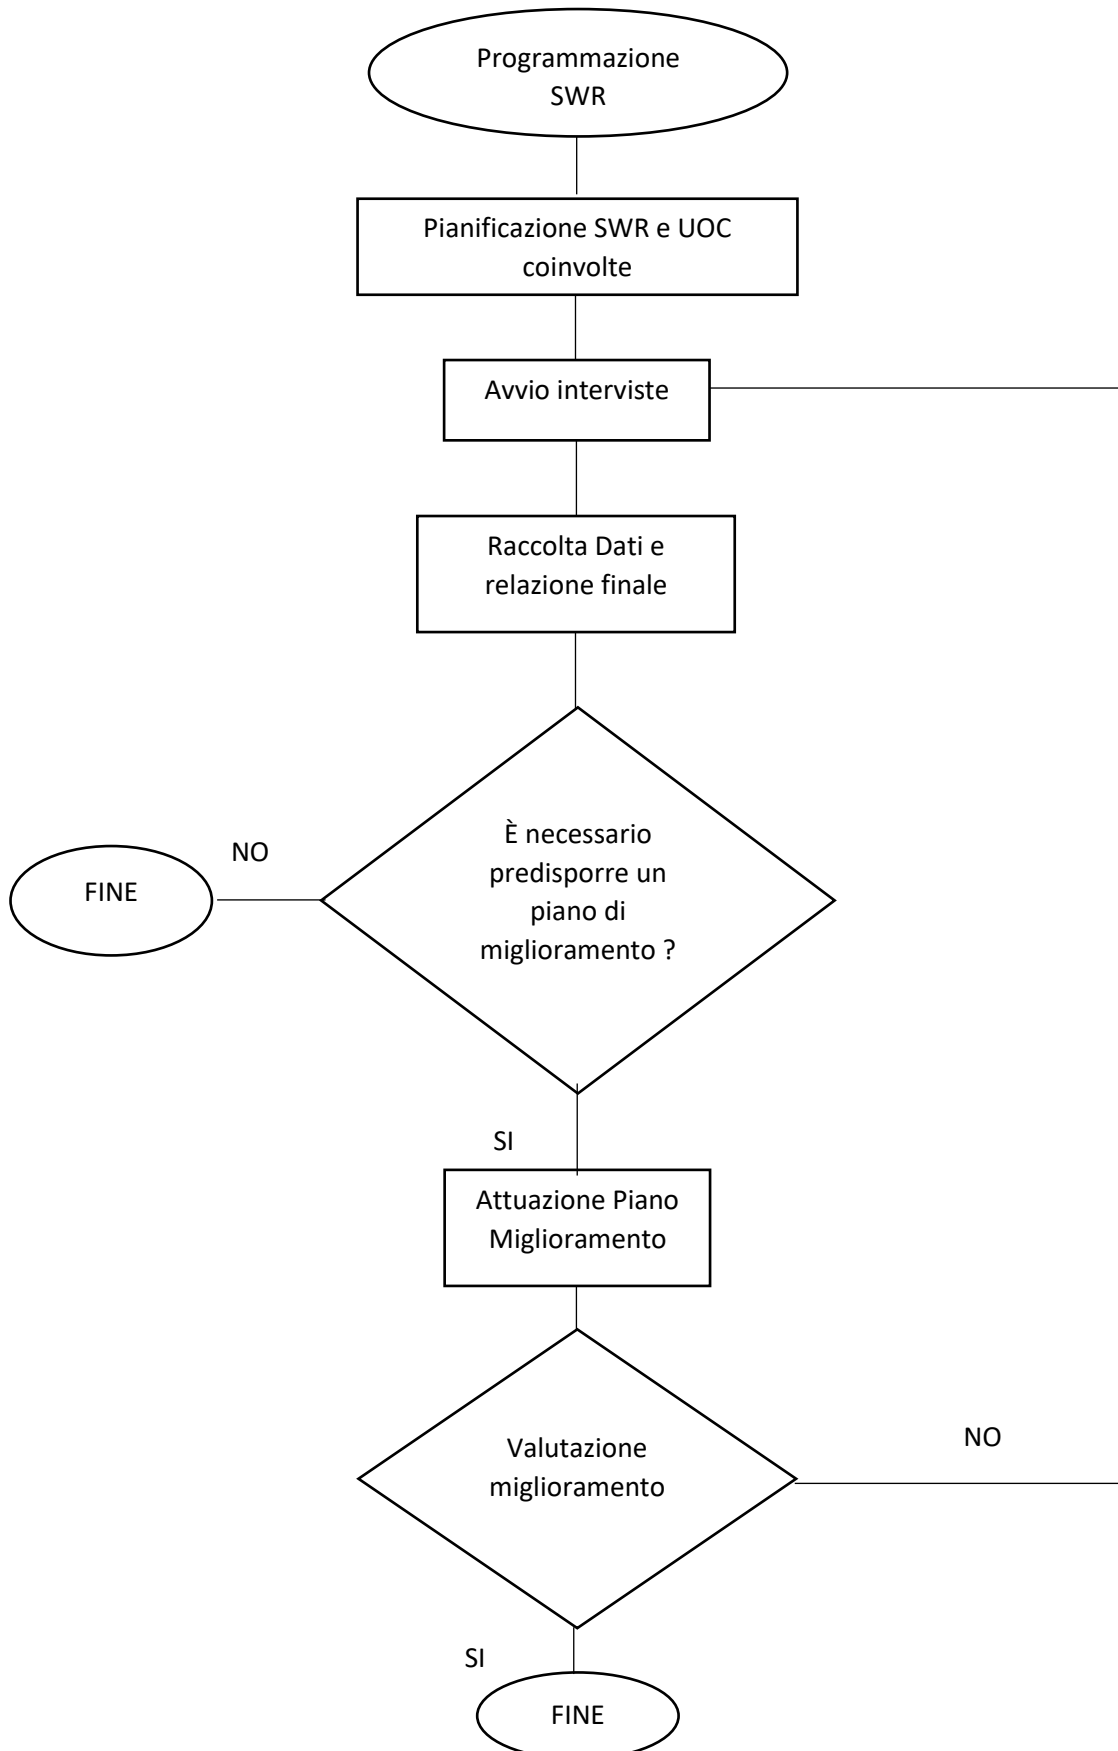 Programmazione
SWR
Pianificazione SWR e UOC
coinvolte
Avvio interviste
Raccolta Dati e
relazione finale
È necessario
predisporre un
piano di
miglioramento ?
NO
FINE
SI
Attuazione Piano
Miglioramento
Valutazione
miglioramento
NO
SI
FINE